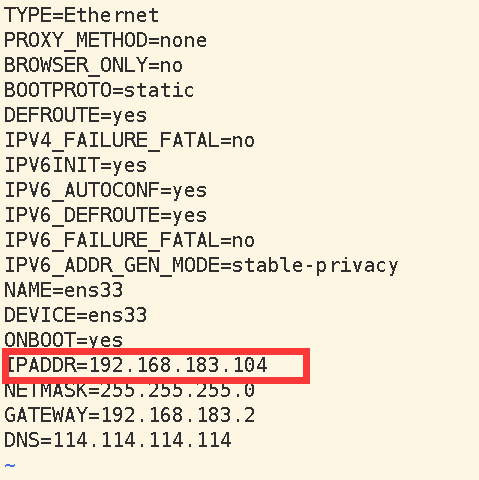 TYPE=Ethernet
PROXY_METHOD=none
BROWSER_ONLY=no
BOOTPROTO=static
DEFROUTE=yes
IPV4_FAILURE_FATAL=no
IPV6INIT=yes
IPV6_AUTOCONF=yes
IPV6_DEFROUTE=yes
IPV6_FAILURE_FATAL=no
IPV6_ADDR_GEN_MODE=stable-privacy
NAME=ens33
DEVICE=ens33
ONBOOT=yes
IPADDR=192.168.183.104
NETMASK=255.255.255.0
GATEWAY=192.168.183.2
DNS=114.114.114.114
~